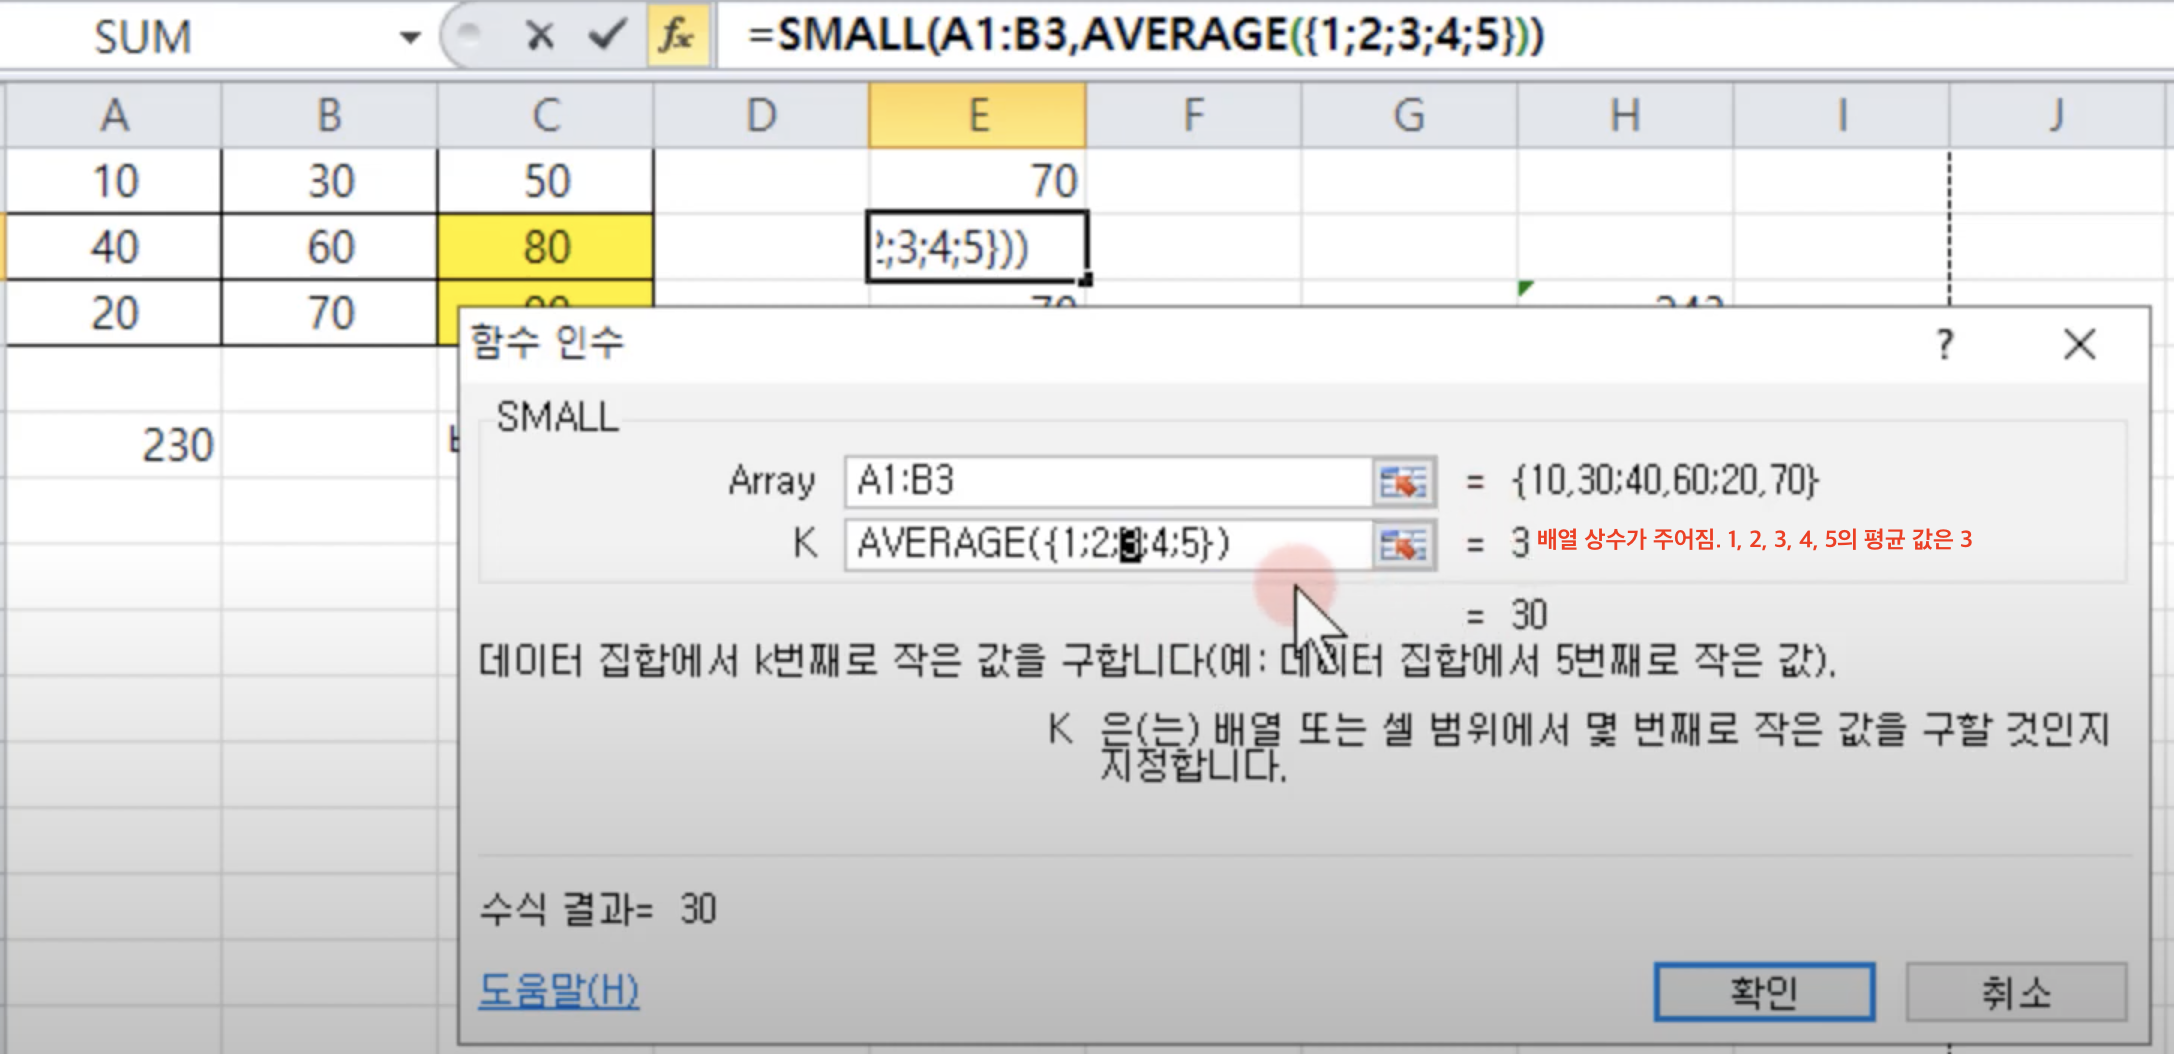 SUM =SMALL(A1:B3,AVERAGE({1;2;3;4;5}))
A B C D E F G H I J
10 30 50 70
40 60 80 ;3;4;5}))
20 70
함수 인수 ?
230
SMALL
Array A1:B3 = {10,30;40,60;20,70}
K AVERAGE({1;2;3;4;5}) = 3 배열 상수가 주어짐. 1, 2, 3, 4, 5의 평균 값은 3
= 30
데이터 집합에서 k번째로 작은 값을 구합니다(예: 데이터 집합에서 5번째로 작은 값).
K 은(는) 배열 또는 셀 범위에서 몇 번째로 작은 값을 구할 것인지
지정합니다.
수식 결과= 30
도움말(H)
확인 취소